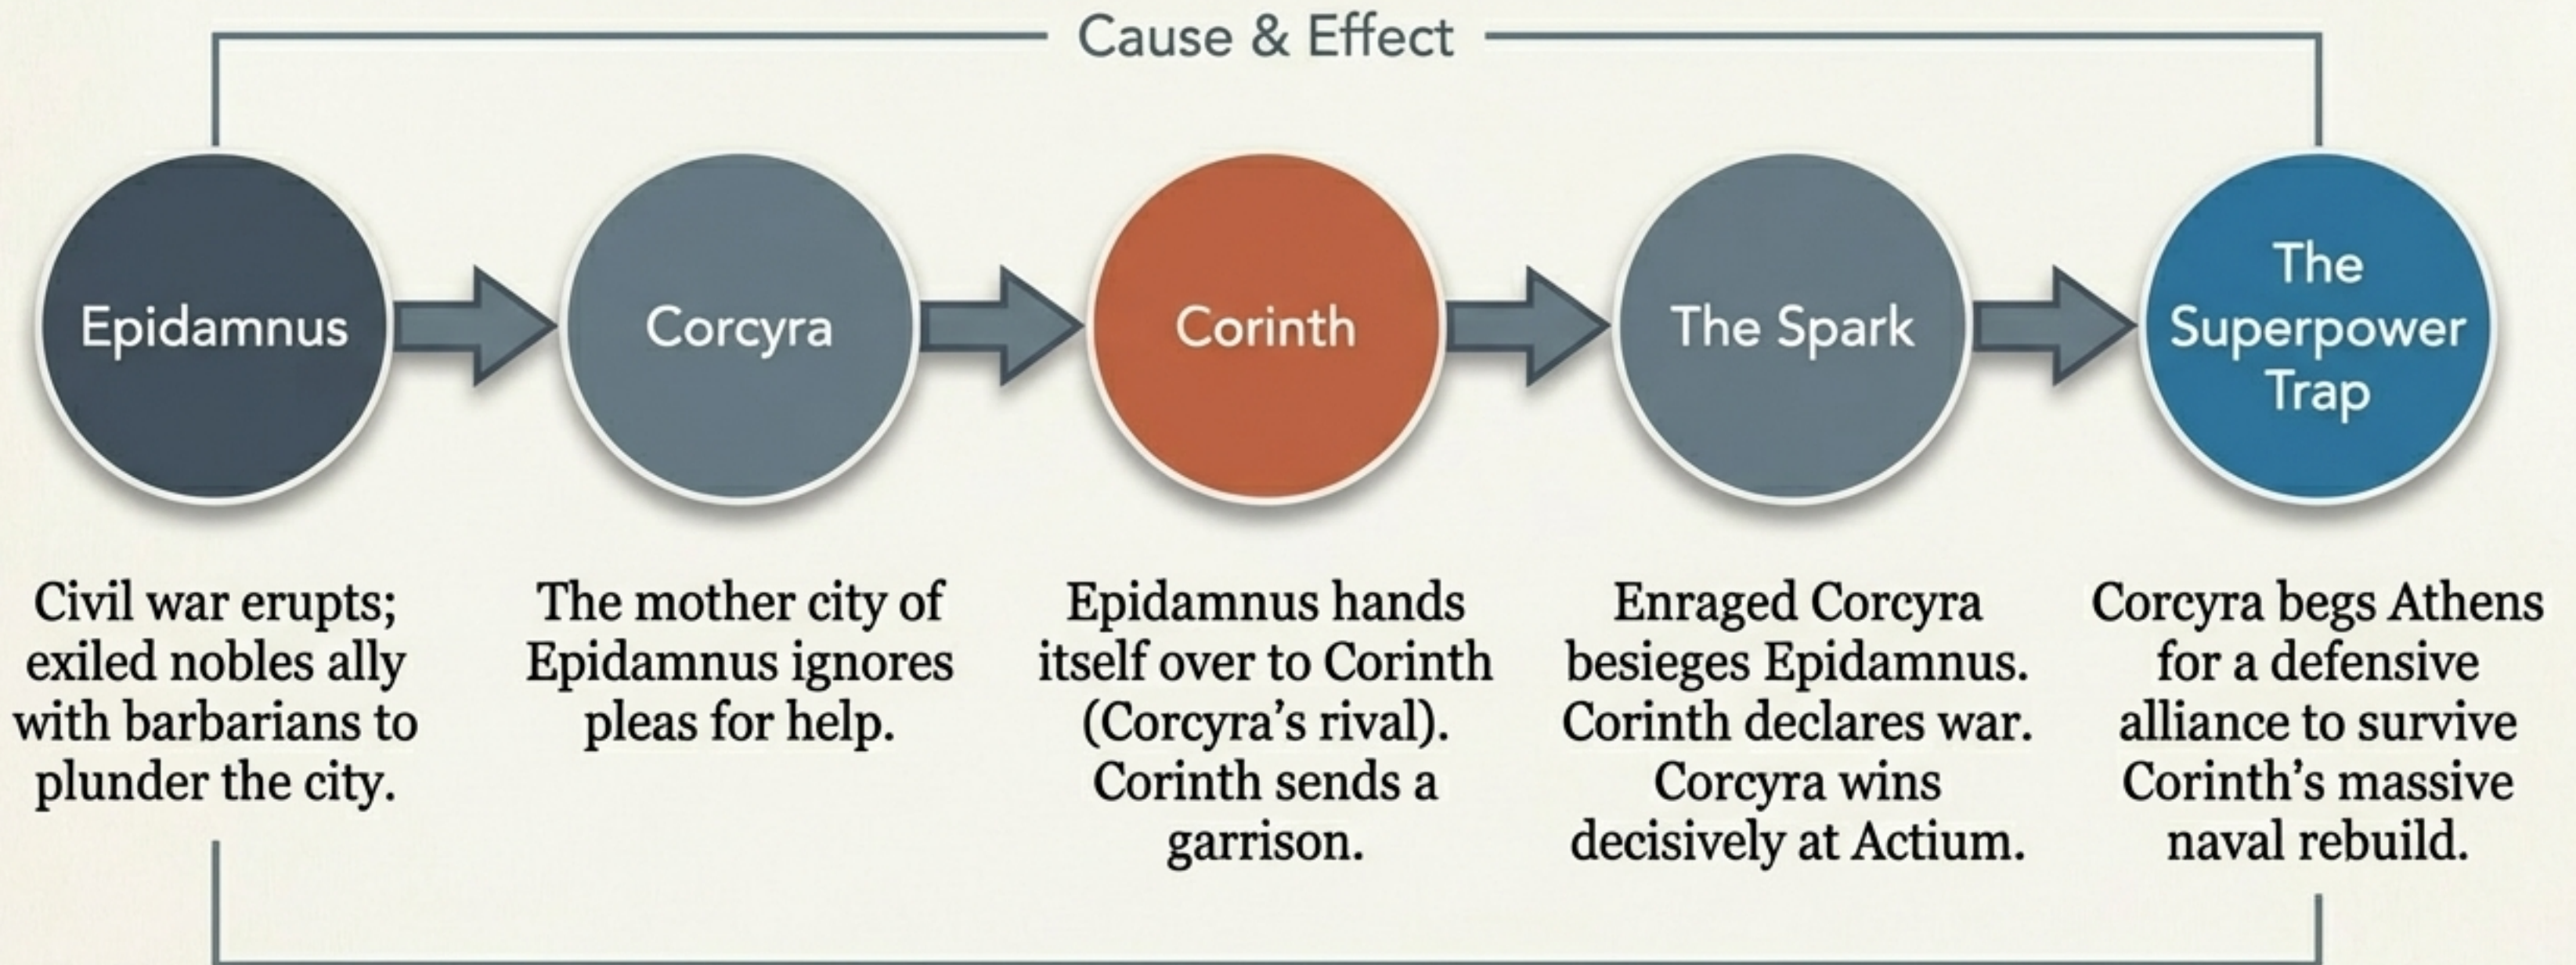 Cause & Effect
Epidamnus
Corcyra
Corinth
The Spark
The
Superpower
Trap
Civil war erupts;
exiled nobles ally
with barbarians to
plunder the city.
The mother city of
Epidamnus ignores
pleas for help.
Epidamnus hands
itself over to Corinth
(Corcyra’s rival).
Corinth sends a
garrison.
Enraged Corcyra
besieges Epidamnus.
Corinth declares war.
Corcyra wins
decisively at Actium.
Corcyra begs Athens
for a defensive
alliance to survive
Corinth’s massive
naval rebuild.